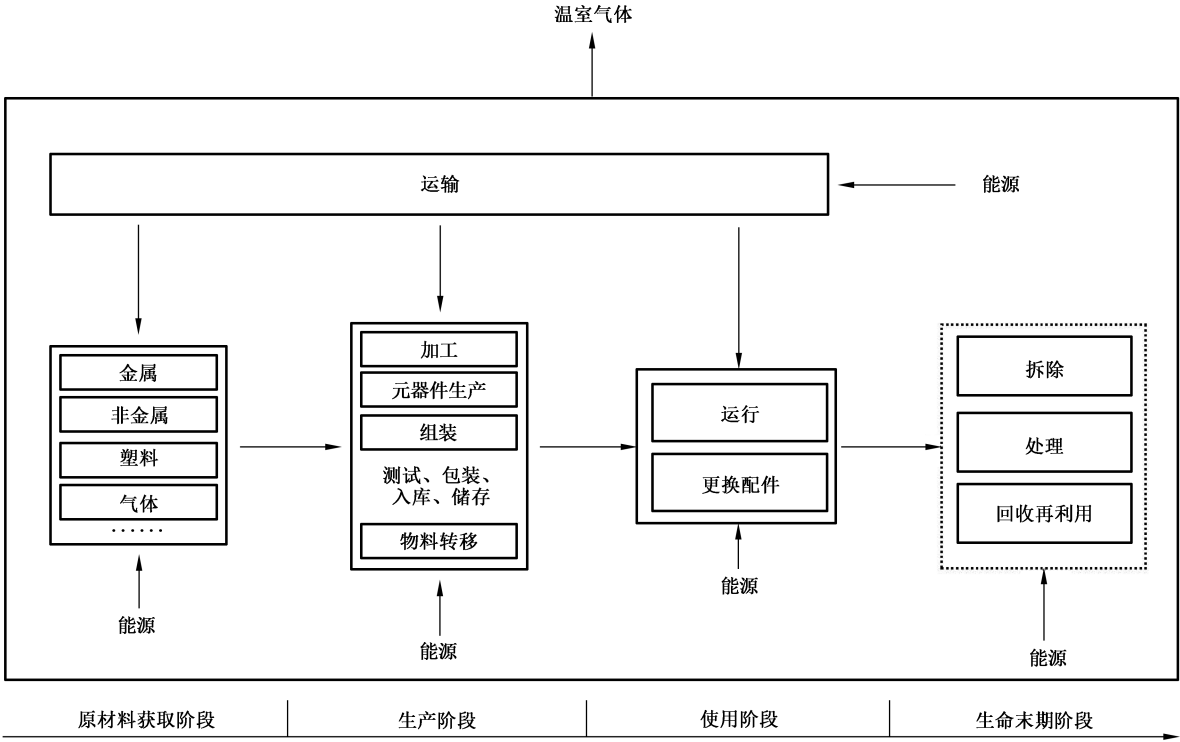 温室气体
运输
能源
金属
非金属
塑料
气体
······
能源
加工
元器件生产
组装
测试、包装、
入库、储存
物料转移
能源
运行
更换配件
能源
拆除
处理
回收再利用
能源
原材料获取阶段
生产阶段
使用阶段
生命末期阶段